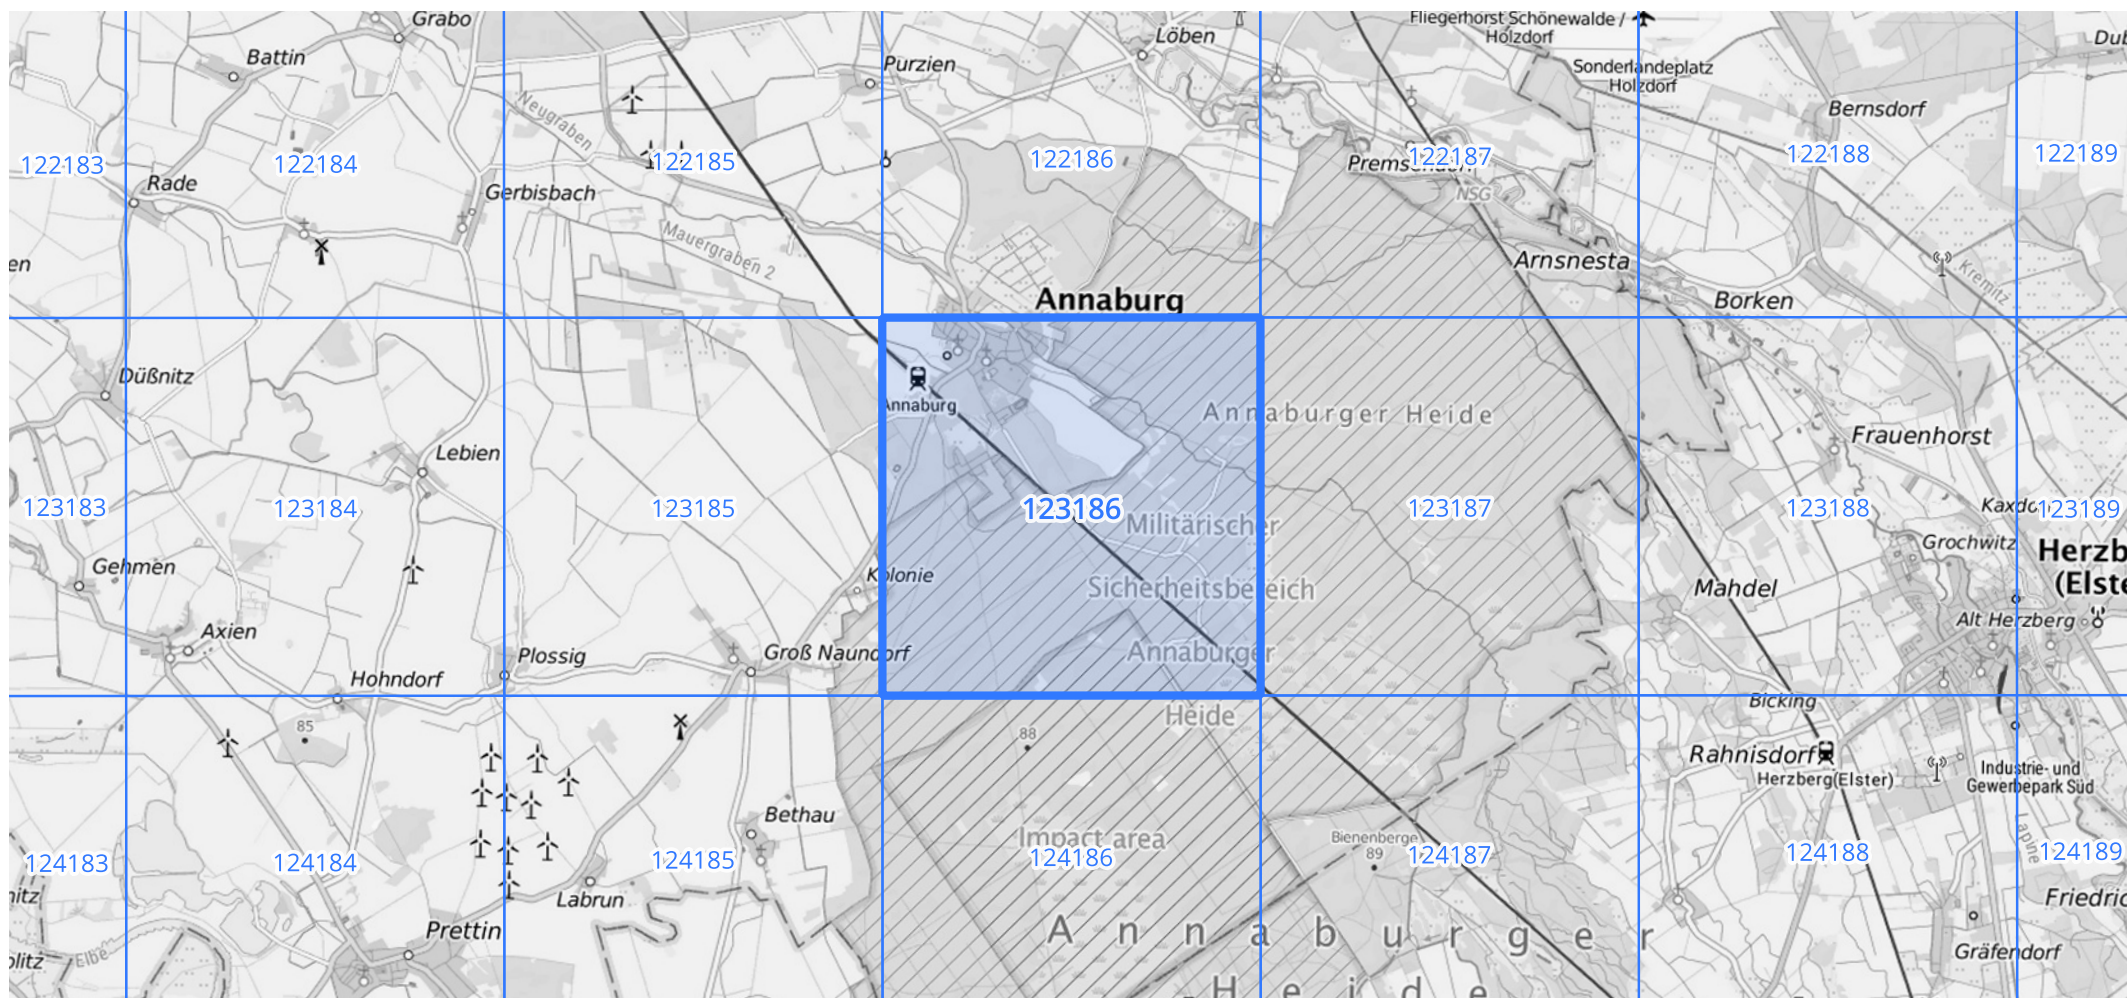 Grabo
Battin
Purzien
Löben
Fliegerhorst Schönewalde /
Holzdorf
Sonderlandeplatz
Holzdorf
Bernsdorf
Neugraben
122183
122184
122185
122186
122187
122188
122189
Rade
Gerbisbach
NSG
Mauergraben 2
Arnsnesta
Kremitz
Borken
Annaburg
Düßnitz
Annaburg
Annaburger Heide
Frauenhorst
Lebien
123183
123184
123185
123186
123187
123188
123189
Militärischer
Grochwitz
Gehmen
Kolonie
Sicherheitsbereich
Mahdel
Axien
Alt Herzberg
Plossig
Groß Naundorf
Annaburger
Hohndorf
Bicking
85
88
Heide
Rahnisdorf
Herzberg(Elster)
Industrie- und
Gewerbepark Süd
Bethau
Impact area
Bienenberge
89
Lapine
124183
124184
124185
124186
124187
124188
124189
Labrun
Prettin
Annaburger
Heide
Elbe
Gräfendorf